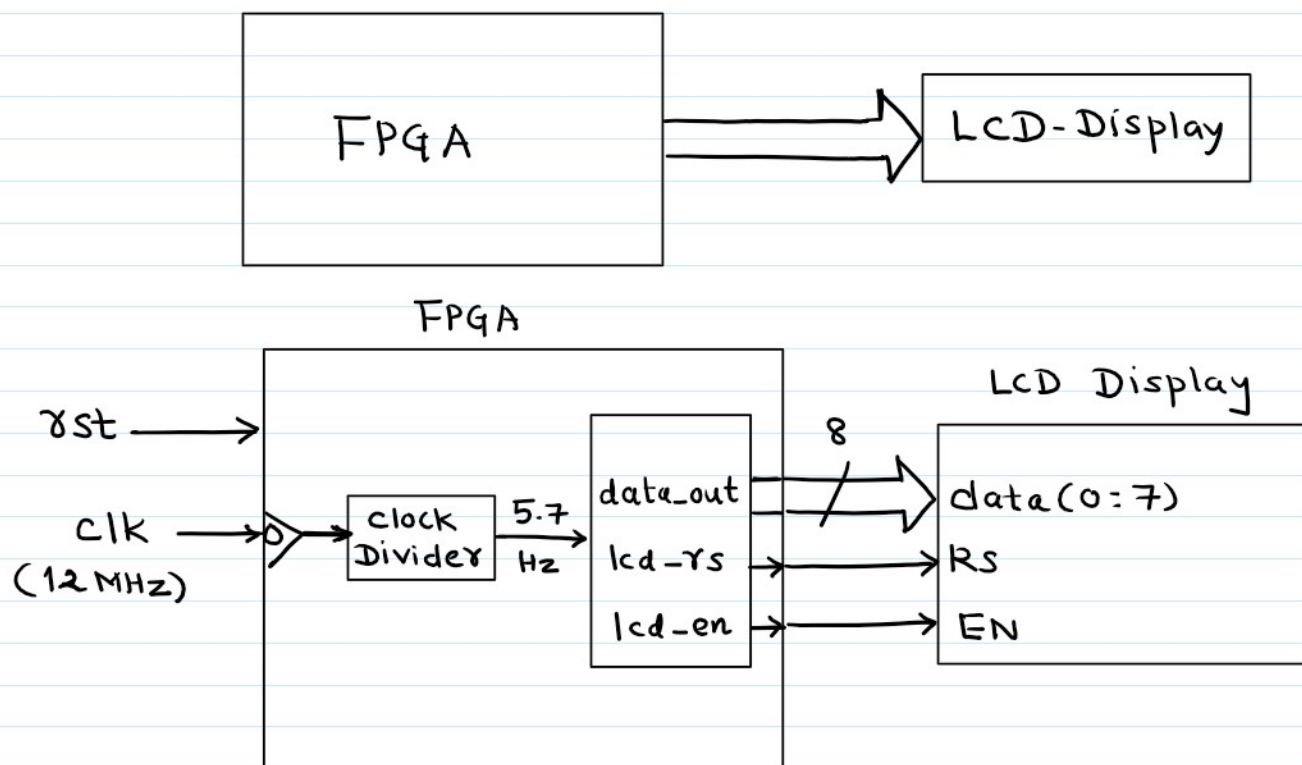 FPGA
LCD-Display
FPGA
LCD Display
rst
clk
(12 MHz)
Clock
Divider
5.7
Hz
data_out
lcd_rs
lcd_en
8
data(0:7)
RS
EN